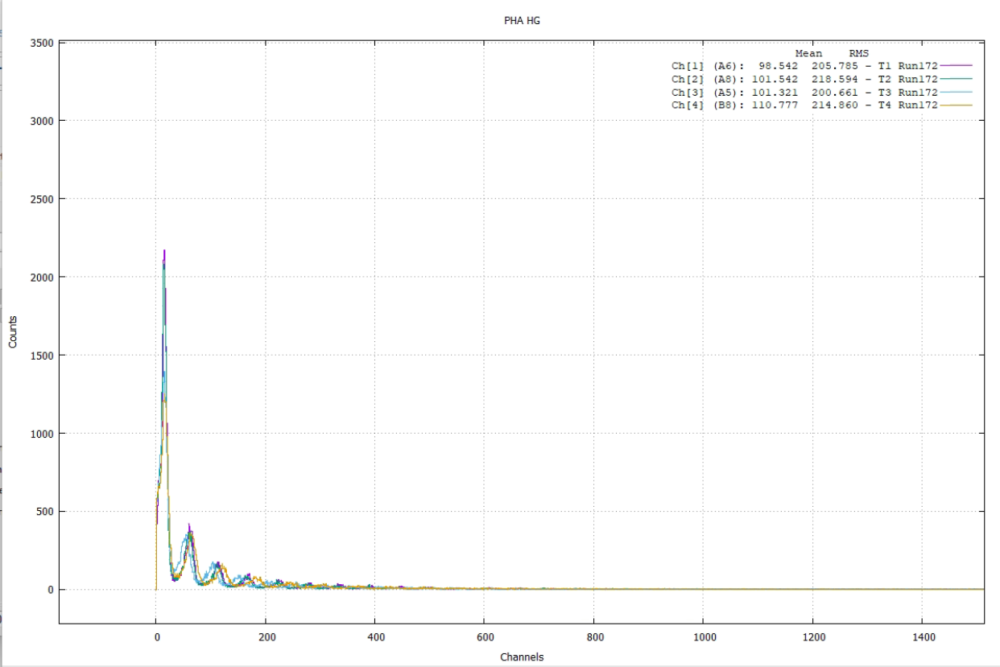 PHA HG
Mean RMS
Ch[1] (A6): 98.542 205.785 - T1 Run172
Ch[2] (A8): 101.542 218.594 - T2 Run172
Ch[3] (A5): 101.321 200.661 - T3 Run172
Ch[4] (B8): 110.777 214.860 - T4 Run172
3500
3000
2500
2000
1500
1000
500
0
Counts
0 200 400 600 800 1000 1200 1400
Channels